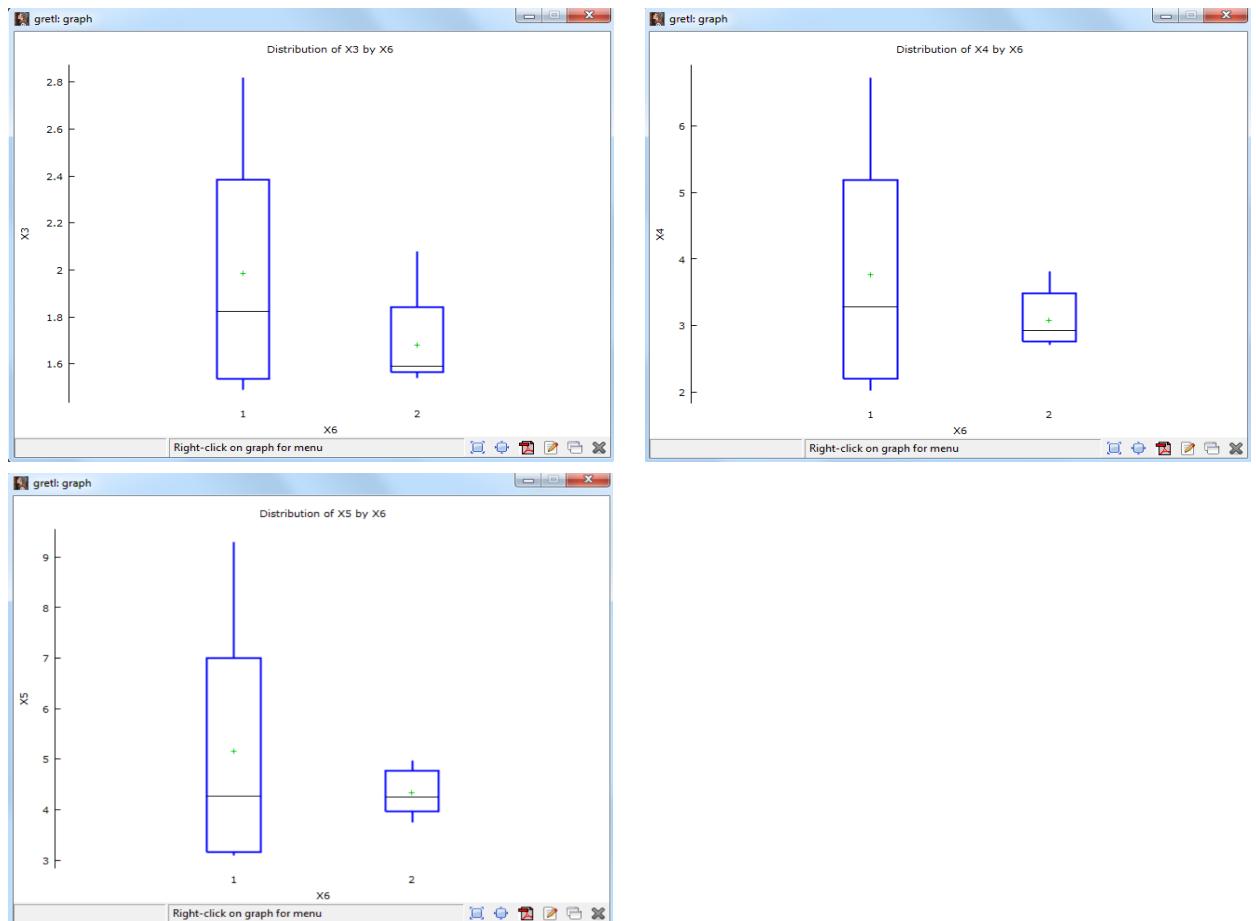 gretl: graph
Distribution of X3 by X6
2.8
2.6
2.4
2.2
2
1.8
1.6
X3
1
2
X6
Right-click on graph for menu
gretl: graph
Distribution of X4 by X6
6
5
4
3
2
X4
1
2
X6
Right-click on graph for menu
gretl: graph
Distribution of X5 by X6
9
8
7
6
5
4
3
X5
1
2
X6
Right-click on graph for menu